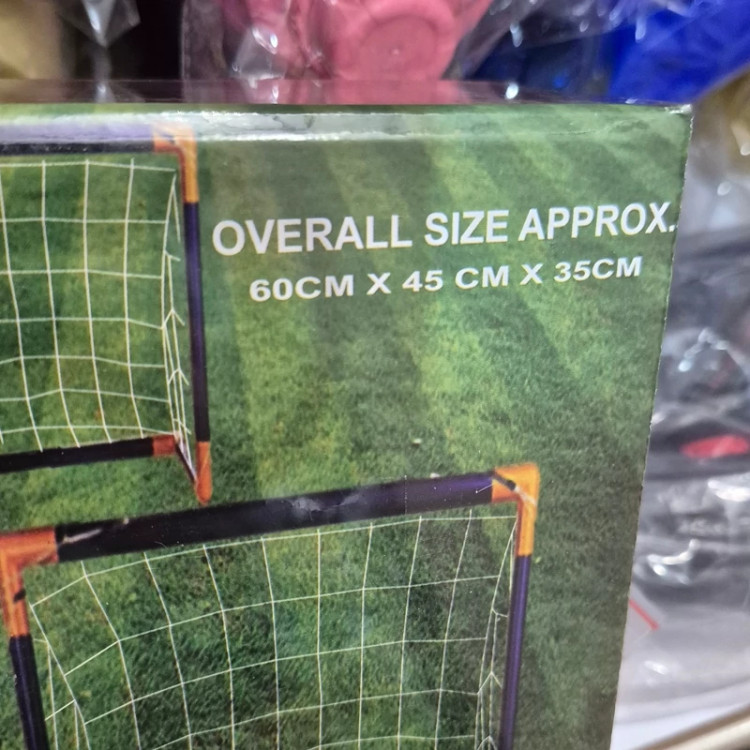 OVERALL SIZE APPROX.
60CM X 45 CM X 35CM